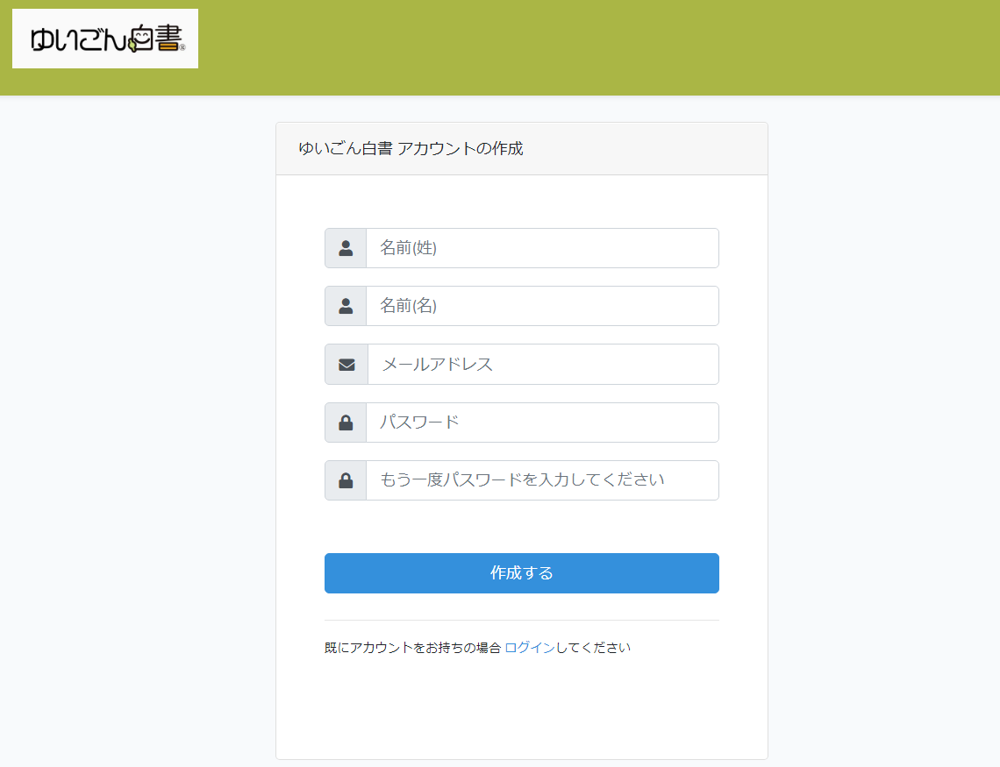 ゆいごん白書®
ゆいごん白書 アカウントの作成
名前(姓)
名前(名)
メールアドレス
パスワード
もう一度パスワードを入力してください
作成する
既にアカウントをお持ちの場合 ログインしてください